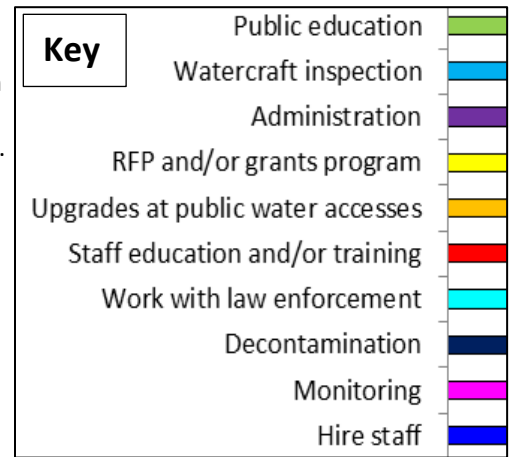 Key
Public education
Watercraft inspection
Administration
RFP and/or grants program
Upgrades at public water accesses
Staff education and/or training
Work with law enforcement
Decontamination
Monitoring
Hire staff